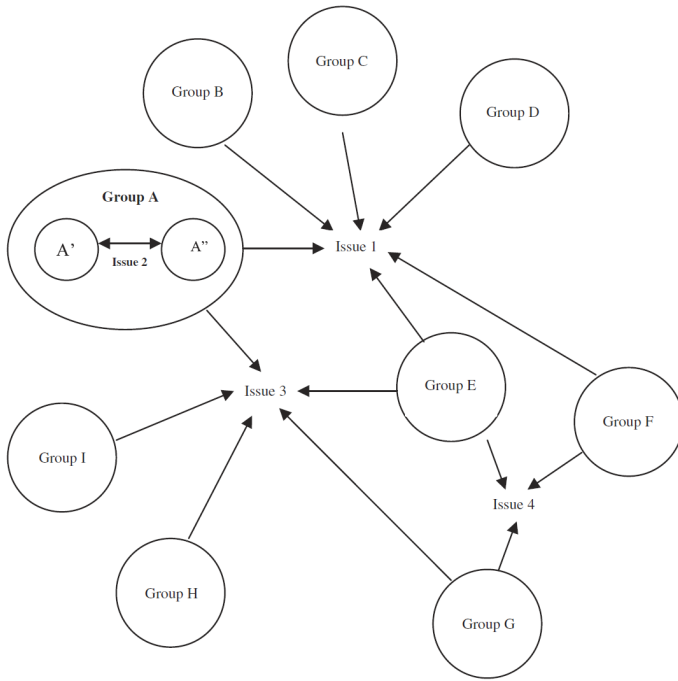 Group C
Group B
Group D
Group A
A’
A’’
Issue 2
Issue 1
Group E
Issue 3
Group F
Group I
Issue 4
Group H
Group G